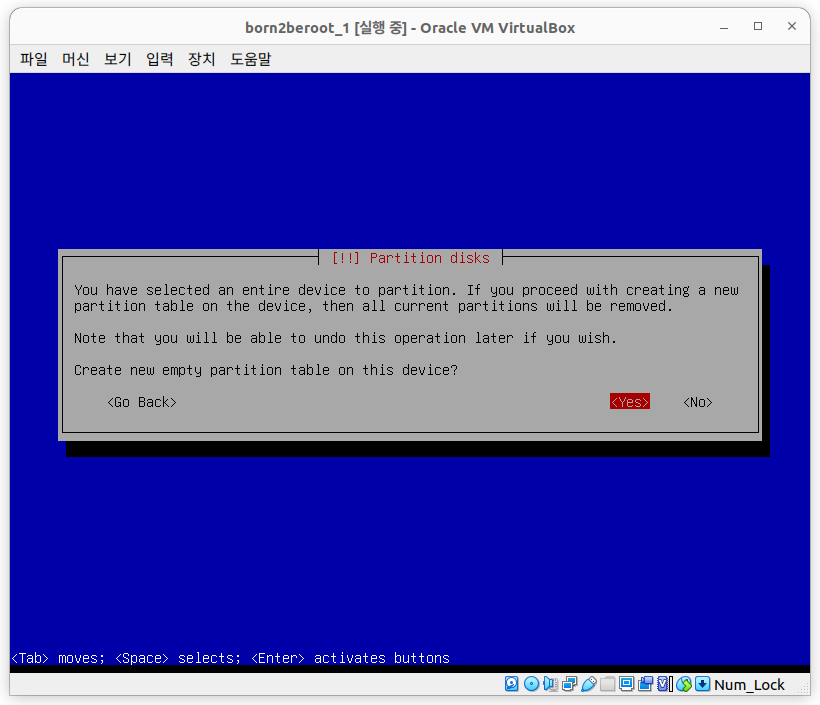 born2beroot_1 [실행 중] - Oracle VM VirtualBox
파일 머신 보기 입력 장치 도움말
[!!] Partition disks
You have selected an entire device to partition. If you proceed with creating a new
partition table on the device, then all current partitions will be removed.
Note that you will be able to undo this operation later if you wish.
Create new empty partition table on this device?
<Go Back> <Yes> <No>
<Tab> moves; <Space> selects; <Enter> activates buttons
Num_Lock